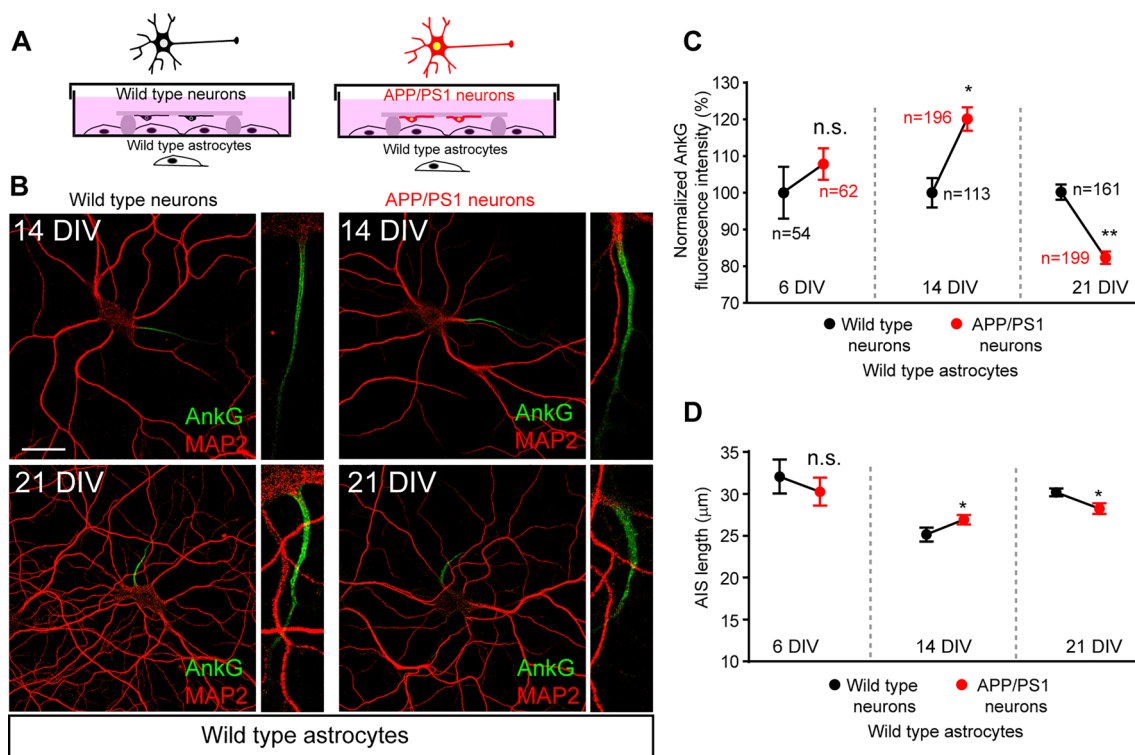 A
Wild type neurons
Wild type astrocytes
APP/PS1 neurons
Wild type astrocytes
B
Wild type neurons
APP/PS1 neurons
14 DIV
AnkG
MAP2
14 DIV
AnkG
MAP2
21 DIV
AnkG
MAP2
21 DIV
AnkG
MAP2
Wild type astrocytes
C
Normalized AnkG
fluorescence intensity (%)
130
120
110
100
90
80
70
n.s.
n=62
n=54
6 DIV
*
n=196
n=113
14 DIV
n=161
**
n=199
21 DIV
Wild type
neurons
APP/PS1
neurons
Wild type astrocytes
D
AIS length (µm)
35
30
25
20
15
10
n.s.
6 DIV
*
14 DIV
*
21 DIV
Wild type
neurons
APP/PS1
neurons
Wild type astrocytes